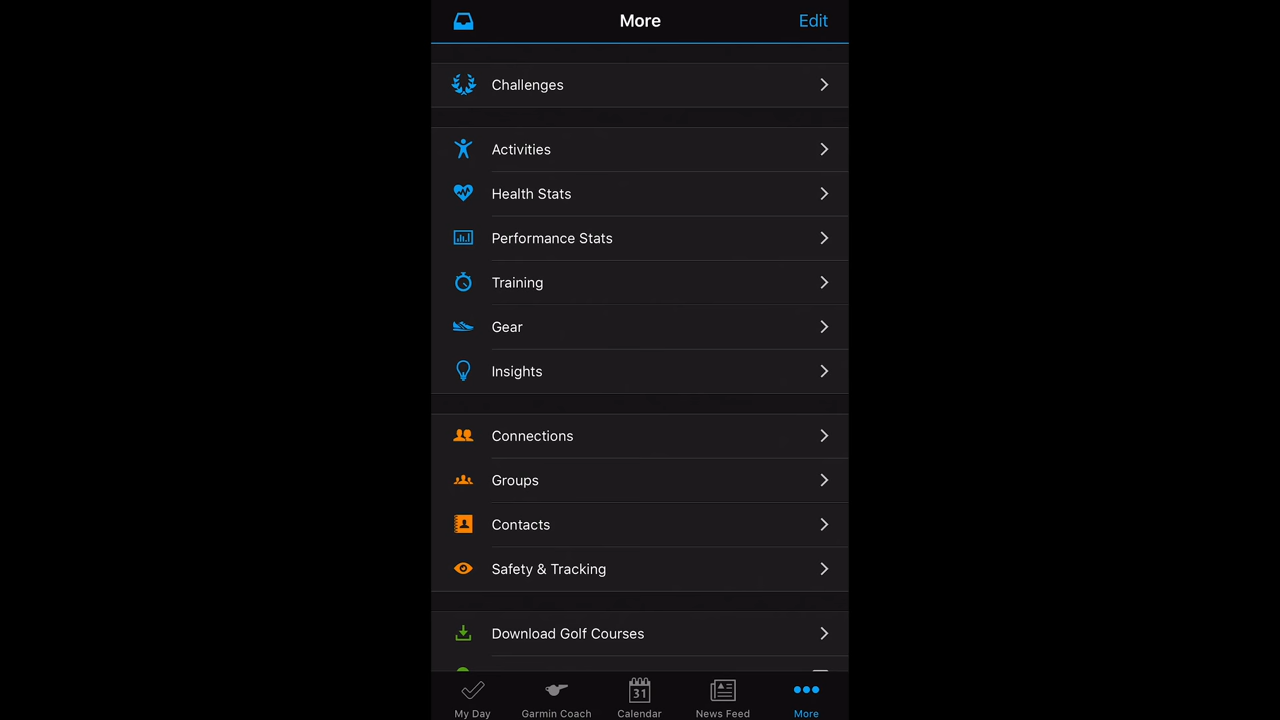 More
Edit
Challenges
Activities
Health Stats
Performance Stats
Training
Gear
Insights
Connections
Groups
Contacts
Safety & Tracking
Download Golf Courses
31
My Day
Garmin Coach
Calendar
News Feed
More